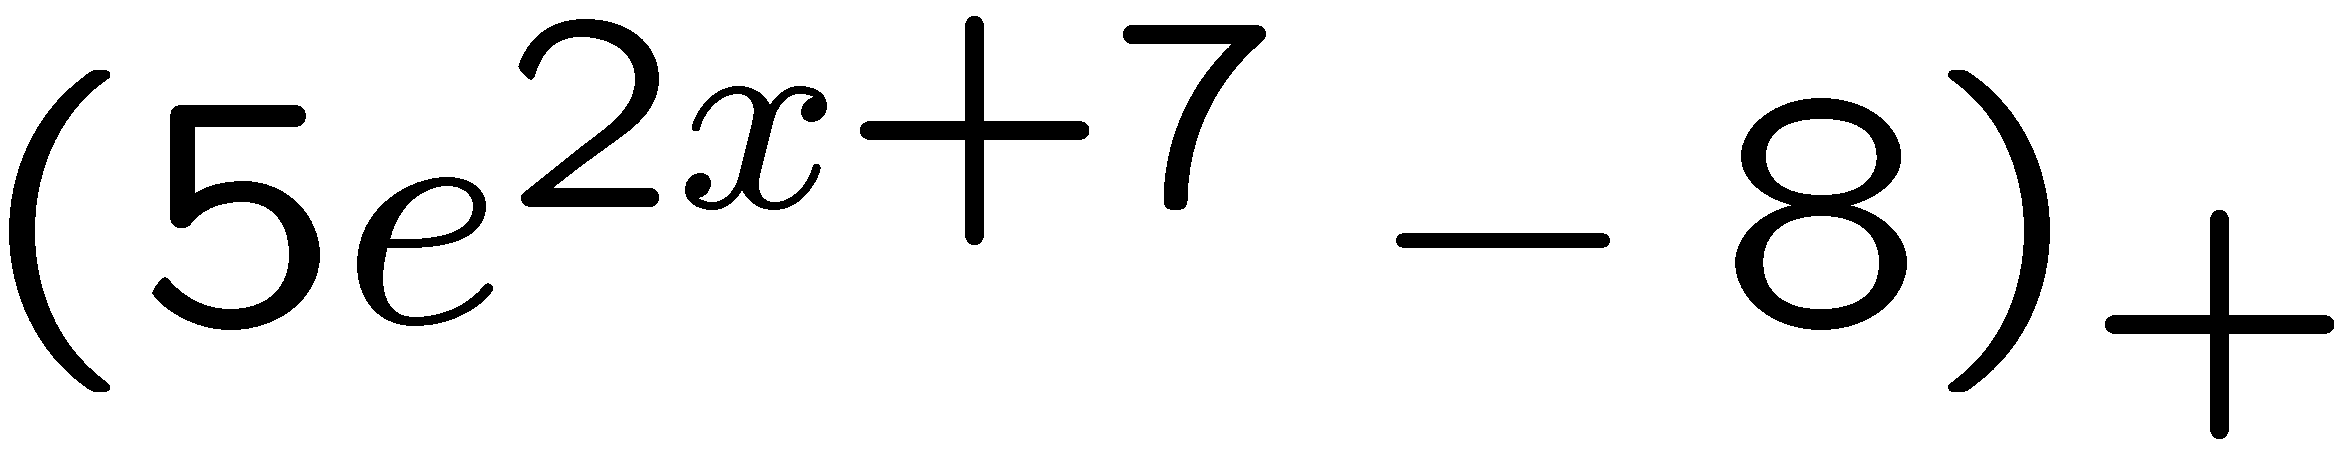 $(5e^{2x+7} - 8)_+$